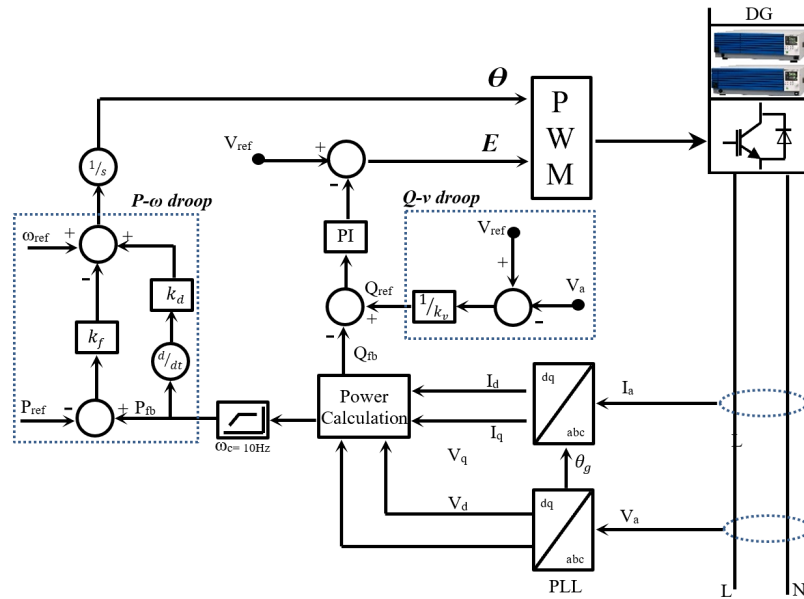 DG
Θ
P
W
M
E
V_ref
+
-
1/s
P-ω droop
Q-v droop
ω_ref
+
+
-
PI
V_ref
+
V_a
-
k_d
Q_ref
1/k_v
+
-
k_f
d/dt
Q_fb
P_ref
-
+
P_fb
ω_c= 10Hz
Power
Calculation
I_d
I_q
dq
abc
I_a
L
V_q
θ_g
V_d
dq
abc
V_a
PLL
L
N